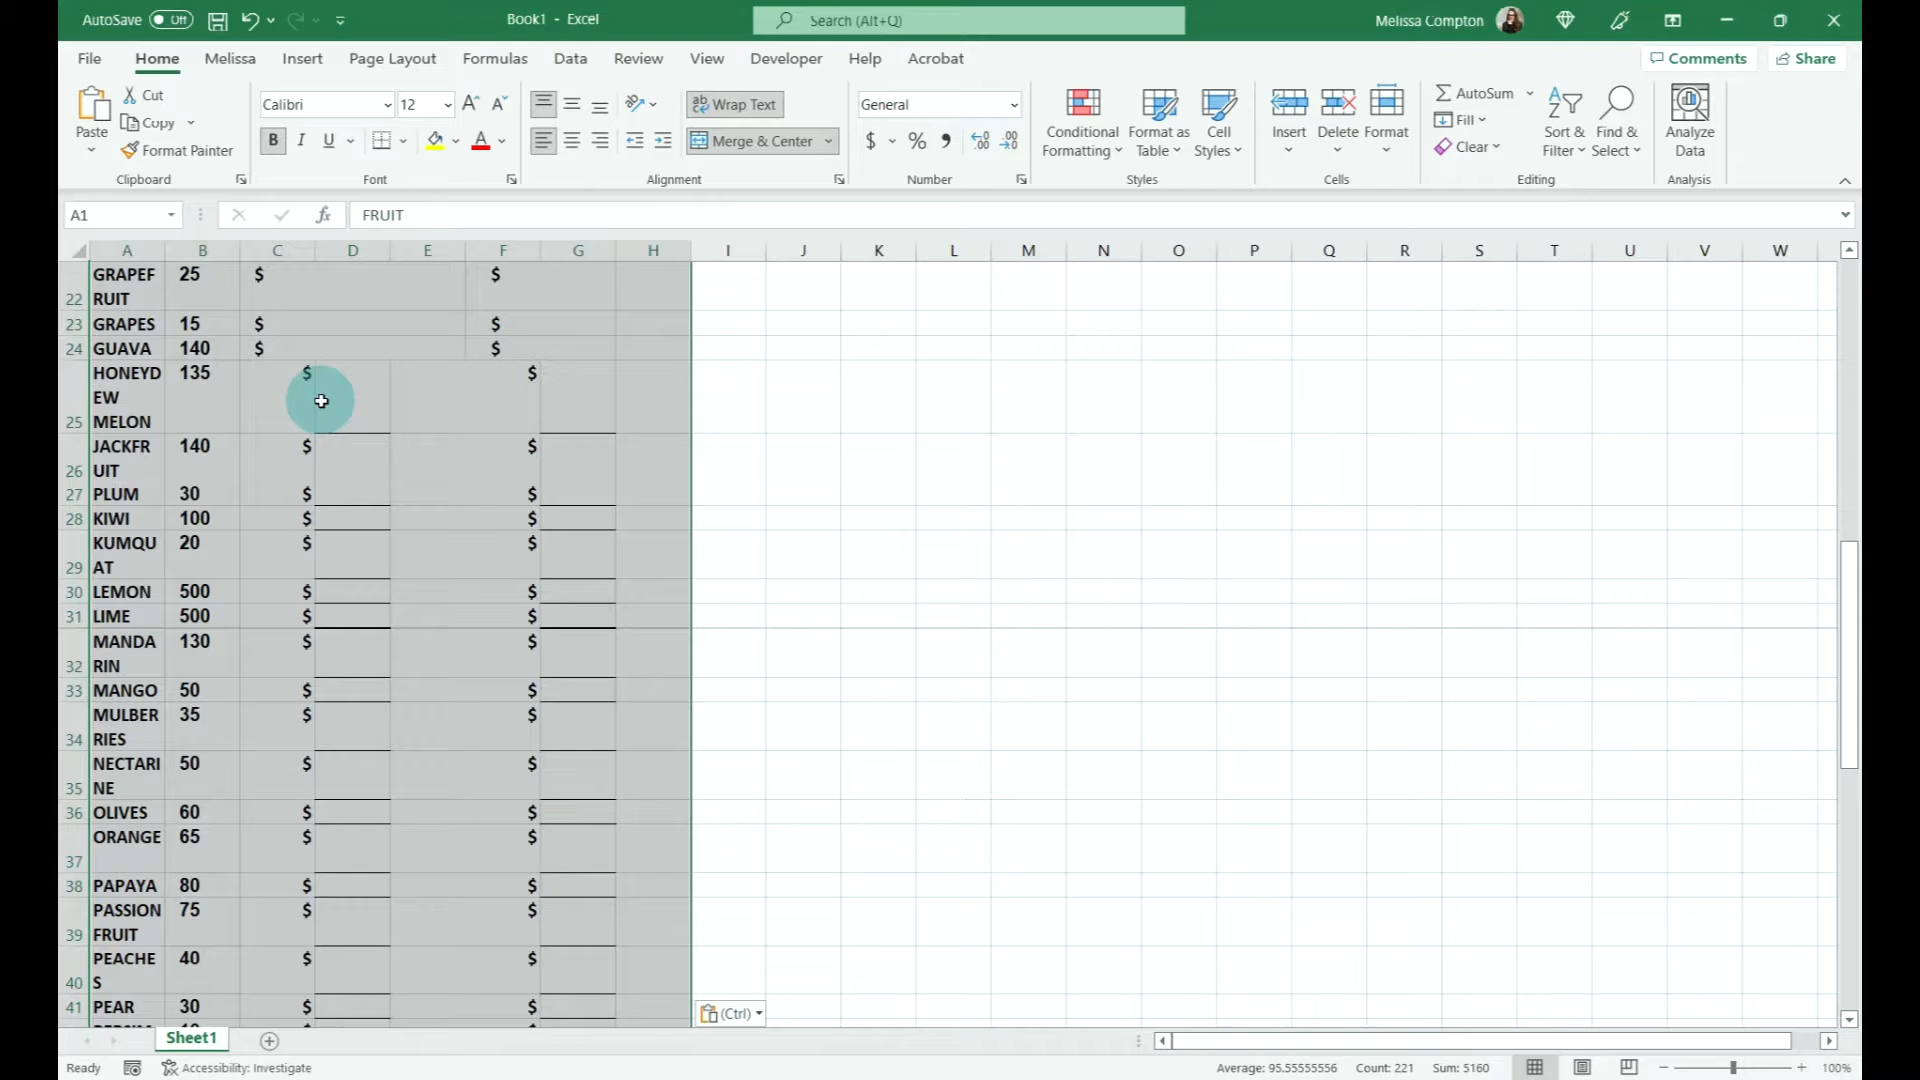 AutoSave Off Book1 - Excel Search (Alt+Q) Melissa Compton
File Home Melissa Insert Page Layout Formulas Data Review View Developer Help Acrobat Comments Share
Paste Cut Copy Format Painter
Clipboard
Calibri 12
B I U A
Font
ab Wrap Text
Merge & Center
Alignment
General
$ % 9
Number
Conditional Formatting Format as Table Cell Styles
Styles
Insert Delete Format
Cells
AutoSum Fill Clear Sort & Filter Find & Select
Editing
Analyze Data
Analysis
A1 fx FRUIT
A B C D E F G H I J K L M N O P Q R S T U V W
GRAPEF 25 $ $
22 RUIT
23 GRAPES 15 $ $
24 GUAVA 140 $ $
HONEYD 135 $ $
EW
25 MELON
JACKFR 140 $ $
26 UIT
27 PLUM 30 $ $
28 KIWI 100 $ $
KUMQU 20 $ $
29 AT
30 LEMON 500 $ $
31 LIME 500 $ $
MANDA 130 $ $
32 RIN
33 MANGO 50 $ $
MULBER 35 $ $
34 RIES
NECTARI 50 $ $
35 NE
36 OLIVES 60 $ $
ORANGE 65 $ $
37
38 PAPAYA 80 $ $
PASSION 75 $ $
39 FRUIT
PEACHE 40 $ $
40 S
41 PEAR 30 $ $
(Ctrl)
Sheet1
Ready Accessibility: Investigate Average: 95.55555556 Count: 221 Sum: 5160 100%